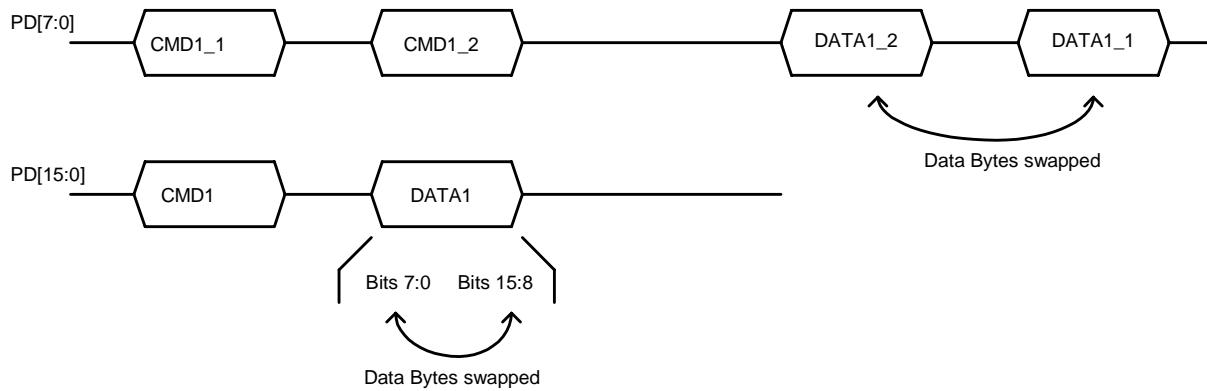 PD[7:0]
CMD1_1
CMD1_2
DATA1_2
DATA1_1
Data Bytes swapped
PD[15:0]
CMD1
DATA1
Bits 7:0
Bits 15:8
Data Bytes swapped